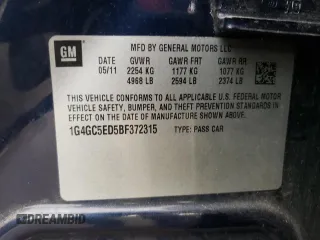 GM
MFD BY GENERAL MOTORS LLC
DATE GVWR GAWR FRT GAWR RR
05/11 2254 KG 1177 KG 1077 KG
4968 LB 2594 LB 2374 LB
THIS VEHICLE CONFORMS TO ALL APPLICABLE
U.S. FEDERAL MOTOR VEHICLE SAFETY, BUMPER,
AND THEFT PREVENTION STANDARDS IN EFFECT ON
THE DATE OF MANUFACTURE SHOWN ABOVE.
1G4GC5ED5BF372315 TYPE: PASS CAR
DREAMBID